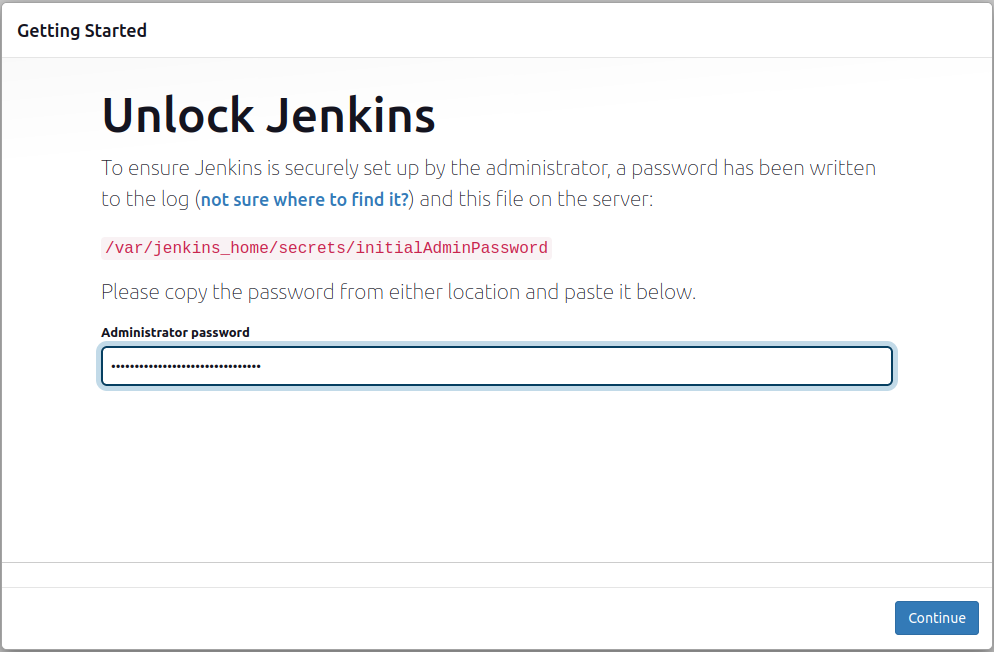 Getting Started
Unlock Jenkins
To ensure Jenkins is securely set up by the administrator, a password has been written
to the log (not sure where to find it?) and this file on the server:
/var/jenkins_home/secrets/initialAdminPassword
Please copy the password from either location and paste it below.
Administrator password
••••••••••••••••••••••••••••••••
Continue